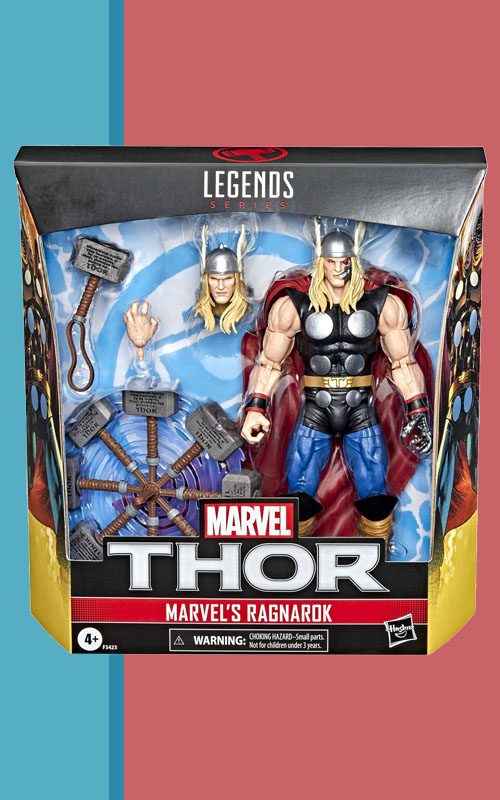 LEGENDS
SERIES
THOR
THOR
MARVEL
THOR
MARVEL'S RAGNAROK
4+
F3423
WARNING:
CHOKING HAZARD–Small parts.
Not for children under 3 years.
Hasbro